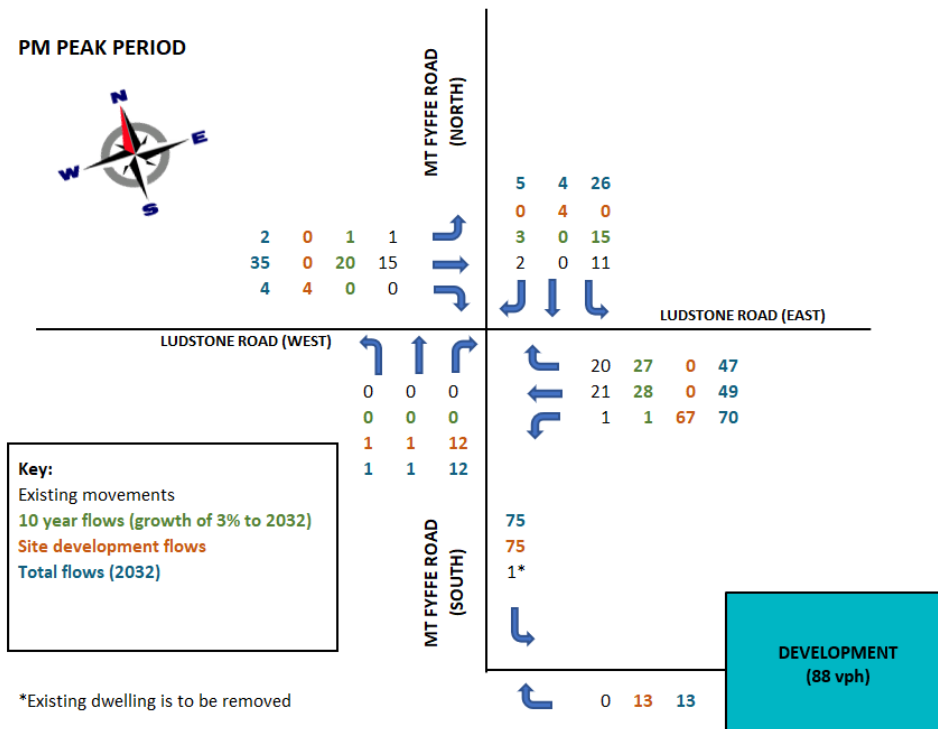 PM PEAK PERIOD
N
E
S
W
MT FYFFE ROAD
(NORTH)
5 4 26
0 4 0
3 0 15
2 0 11
2 0 1 1
35 0 20 15
4 4 0 0
LUDSTONE ROAD (EAST)
LUDSTONE ROAD (WEST)
20 27 0 47
21 28 0 49
1 1 67 70
0 0 0
0 0 0
1 1 12
1 1 12
Key:
Existing movements
10 year flows (growth of 3% to 2032)
Site development flows
Total flows (2032)
MT FYFFE ROAD
(SOUTH)
75
75
1*
DEVELOPMENT
(88 vph)
0 13 13
*Existing dwelling is to be removed